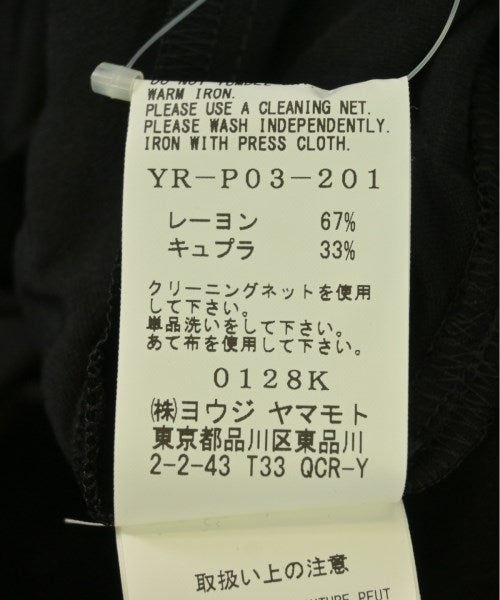 DO NOT TUMBLE
WARM IRON.
PLEASE USE A CLEANING NET.
PLEASE WASH INDEPENDENTLY.
IRON WITH PRESS CLOTH.
YR-P03-201
レーヨン 67%
キュプラ 33%
クリーニングネットを使用
して下さい。
単品洗いをして下さい。
あて布を使用して下さい。
0128K
㈱ヨウジ ヤマモト
東京都品川区東品川
2-2-43 T33 QCR-Y
取扱い上の注意
PEUT